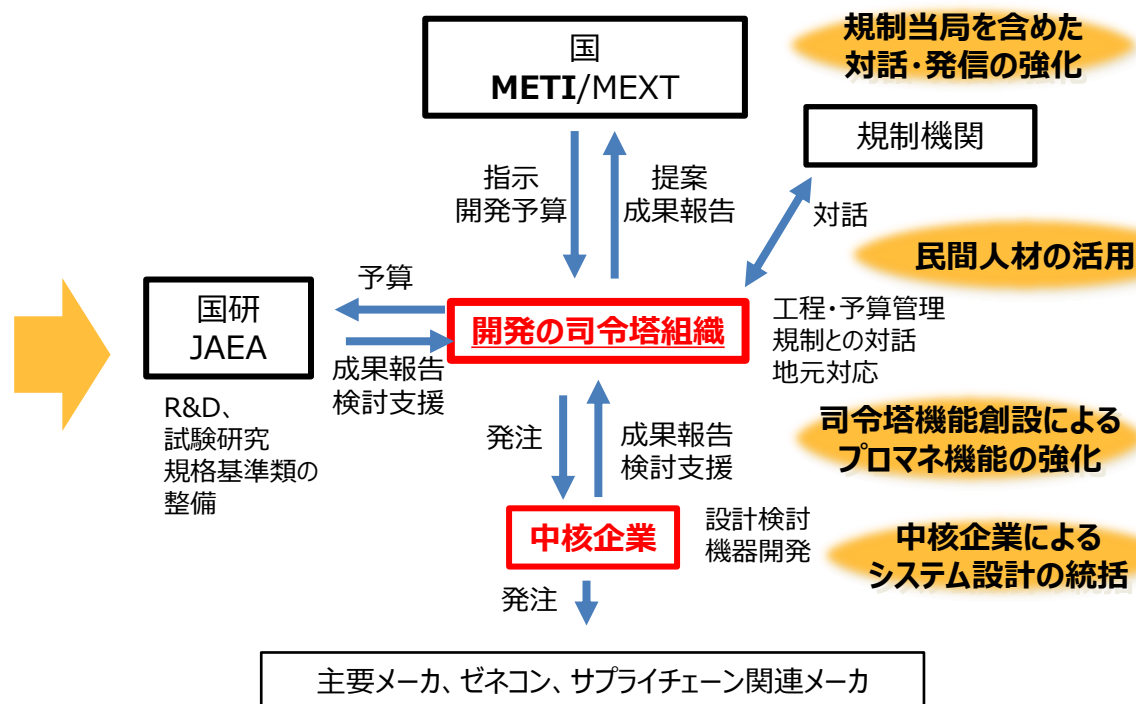 規制当局を含めた
対話・発信の強化
国
METI/MEXT
規制機関
指示
開発予算
提案
成果報告
対話
民間人材の活用
予算
国研
JAEA
開発の司令塔組織
工程・予算管理
規制との対話
地元対応
成果報告
検討支援
R&D、
試験研究
規格基準類の
整備
発注
成果報告
検討支援
司令塔機能創設による
プロマネ機能の強化
中核企業
設計検討
機器開発
中核企業による
システム設計の統括
発注
主要メーカ、ゼネコン、サプライチェーン関連メーカ